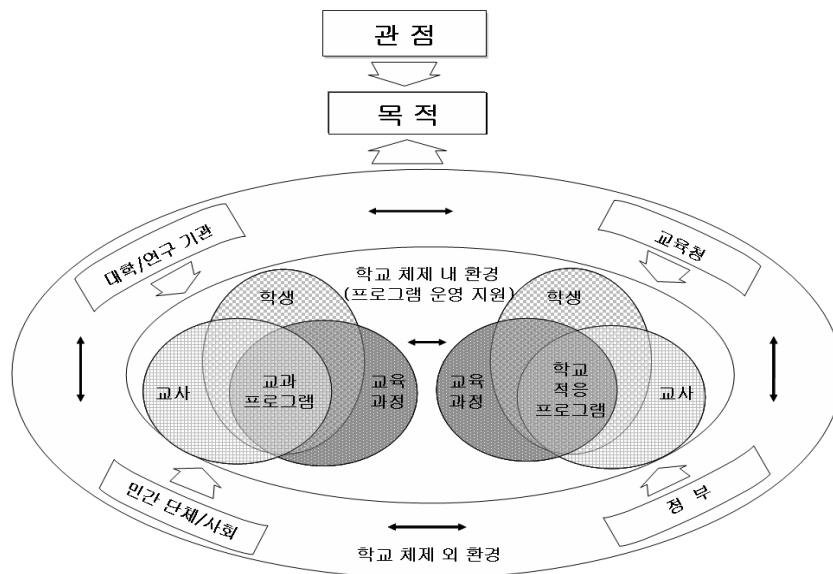 관 점
목 적
대학/연구 기관
교육청
학교 체제 내 환경
(프로그램 운영 지원)
학생
학생
교사
교과
프로그램
교육
과정
교육
과정
학교
적응
프로그램
교사
민간 단체/사회
정 부
학교 체제 외 환경